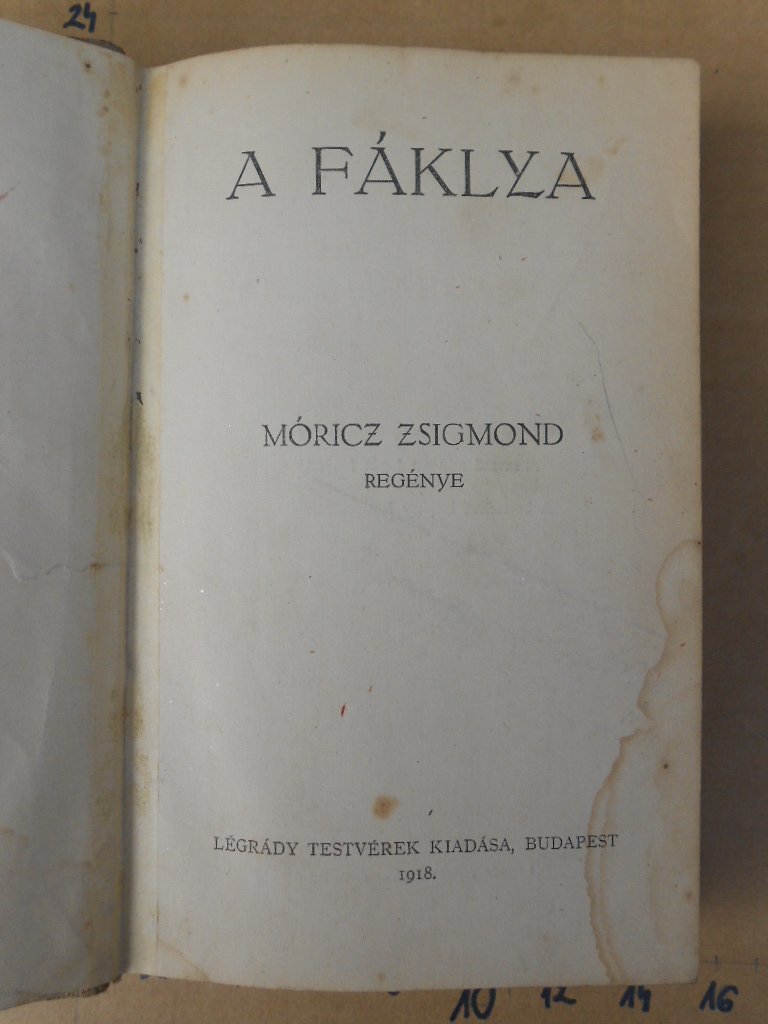 24
A FÁKLYA
MÓRICZ ZSIGMOND
REGÉNYE
LÉGRÁDY TESTVÉREK KIADÁSA, BUDAPEST
1918.
10 12 14 16